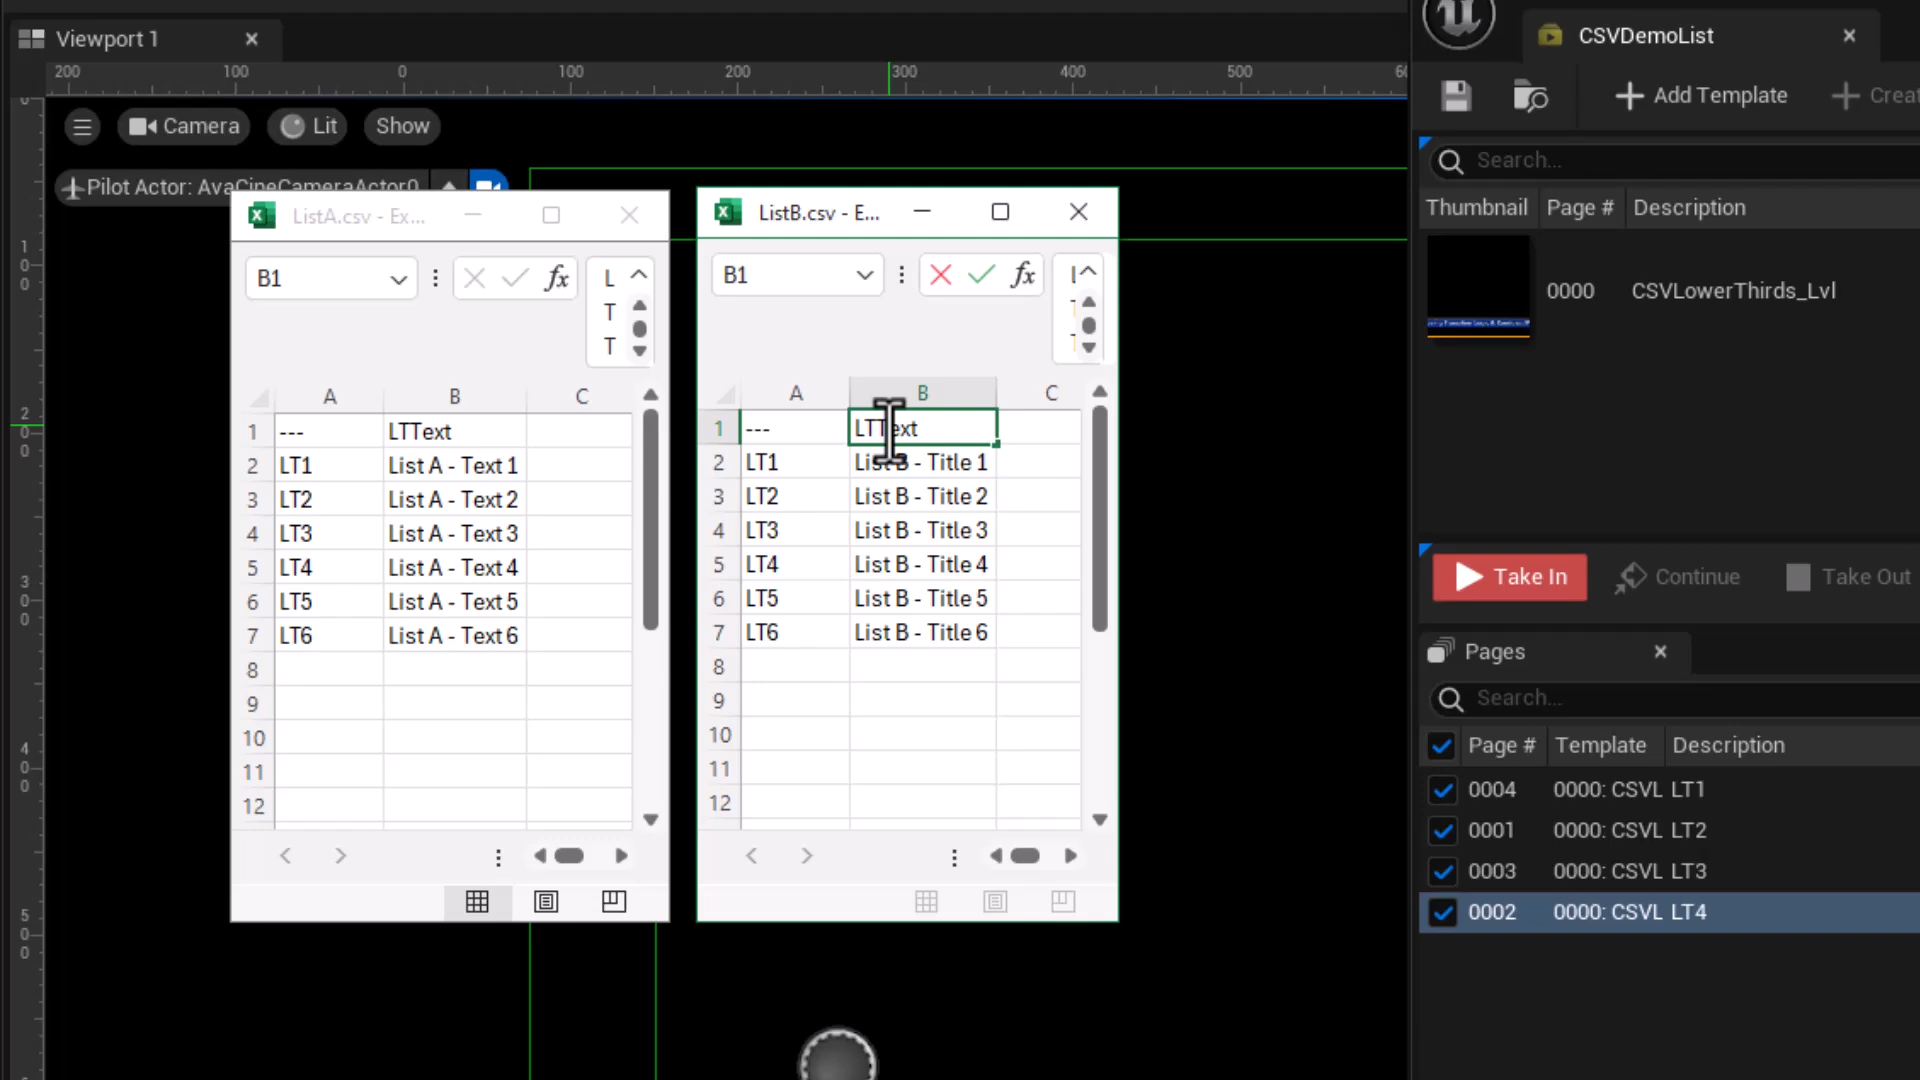 Viewport 1
200 100 0 100 200 300 400 500
Camera Lit Show
Pilot Actor: AvaCineCameraActor0
ListA.csv - Ex...
B1
fx
L
T
T
A B C
1 --- LTText
2 LT1 List A - Text 1
3 LT2 List A - Text 2
4 LT3 List A - Text 3
5 LT4 List A - Text 4
6 LT5 List A - Text 5
7 LT6 List A - Text 6
8
9
10
11
12
ListB.csv - E...
B1
fx
A B C
1 --- LTText
2 LT1 List B - Title 1
3 LT2 List B - Title 2
4 LT3 List B - Title 3
5 LT4 List B - Title 4
6 LT5 List B - Title 5
7 LT6 List B - Title 6
8
9
10
11
12
CSVDemoList
Add Template
Search...
Thumbnail Page # Description
0000 CSVLowerThirds_Lvl
Take In Continue Take Out
Pages
Search...
Page # Template Description
0004 0000: CSVL LT1
0001 0000: CSVL LT2
0003 0000: CSVL LT3
0002 0000: CSVL LT4